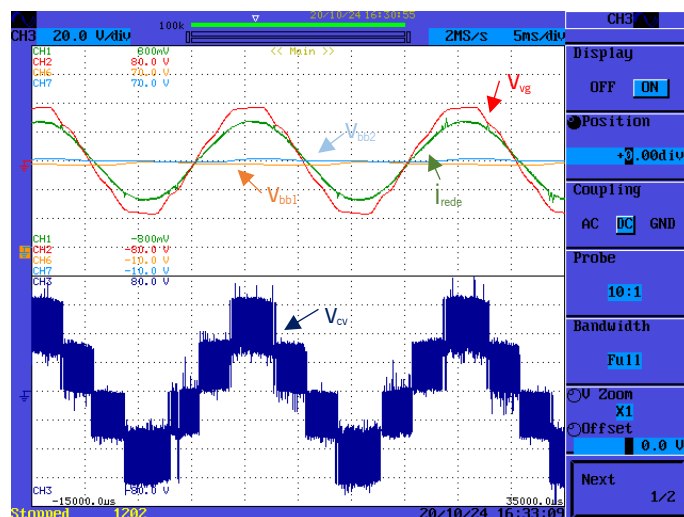 20/10/24 16:30:55
100k
CH3 20.0 V/div
2MS/s 5ms/div
<< Main >>
CH1 800mV
CH2 80.0 V
CH6 70.0 V
CH7 70.0 V
Vvg
Vbb2
Vbb1
irede
CH1 -800mV
CH2 -80.0 V
CH6 -10.0 V
CH7 -10.0 V
CH3 80.0 V
Vcv
CH3 -80.0 V
-15000.0us 35000.0us
Stopped 1202 20/10/24 16:33:09
CH3
Display
OFF ON
Position
+0.00div
Coupling
AC DC GND
Probe
10:1
Bandwidth
Full
V Zoom
X1
Offset
0.0 V
Next
1/2